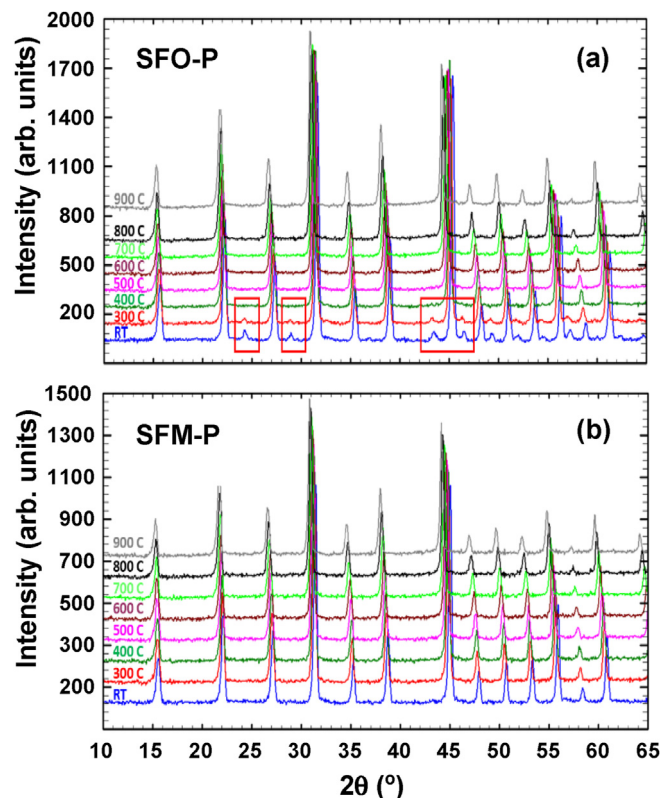 2000
1700
1400
1100
800
500
200
Intensity (arb. units)
SFO-P
(a)
900 C
800 C
700 C
600 C
500 C
400 C
300 C
RT
1500
1300
1100
900
700
500
300
200
Intensity (arb. units)
SFM-P
(b)
900 C
800 C
700 C
600 C
500 C
400 C
300 C
RT
10 15 20 25 30 35 40 45 50 55 60 65
2θ (°)